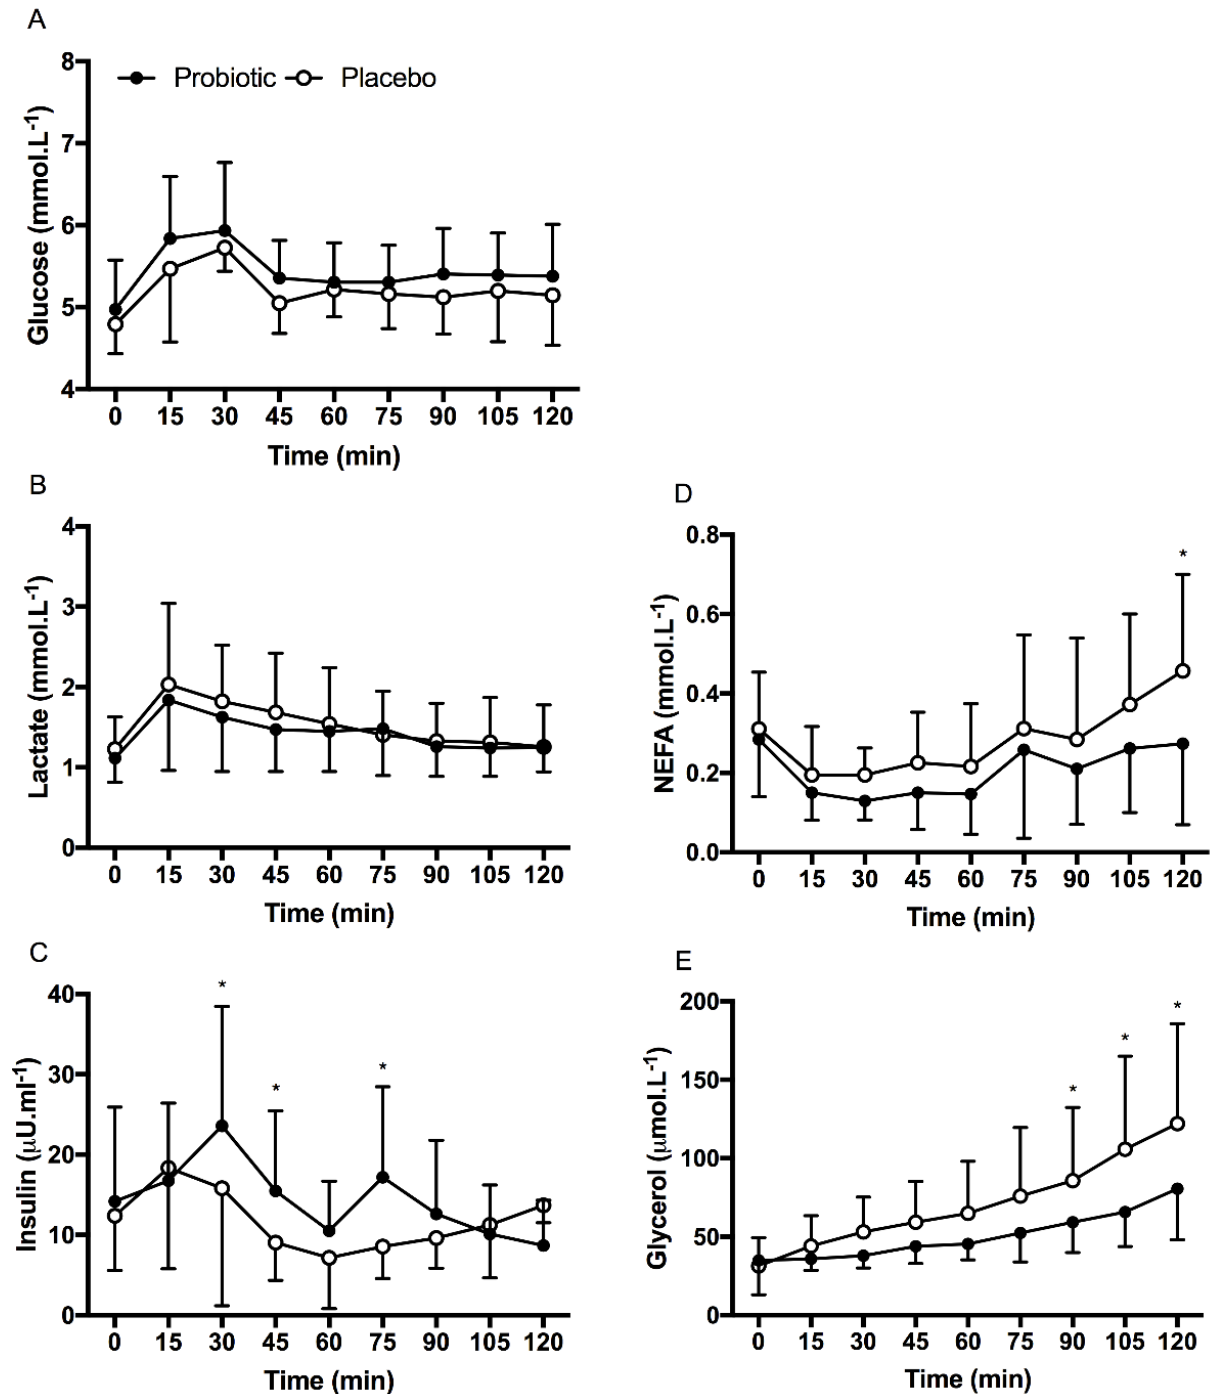 A
Probiotic Placebo
Glucose (mmol.L-1)
8
7
6
5
4
0 15 30 45 60 75 90 105 120
Time (min)
B
Lactate (mmol.L-1)
4
3
2
1
0
0 15 30 45 60 75 90 105 120
Time (min)
C
Insulin (μU.ml-1)
40
30
20
10
0
* * *
0 15 30 45 60 75 90 105 120
Time (min)
D
NEFA (mmol.L-1)
0.8
0.6
0.4
0.2
0.0
*
0 15 30 45 60 75 90 105 120
Time (min)
E
Glycerol (μmol.L-1)
200
150
100
50
0
* * *
0 15 30 45 60 75 90 105 120
Time (min)